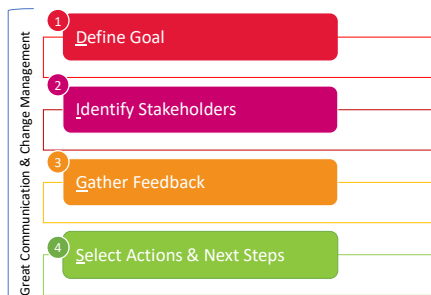 Great Communication & Change Management
1
Define Goal
2
Identify Stakeholders
3
Gather Feedback
4
Select Actions & Next Steps